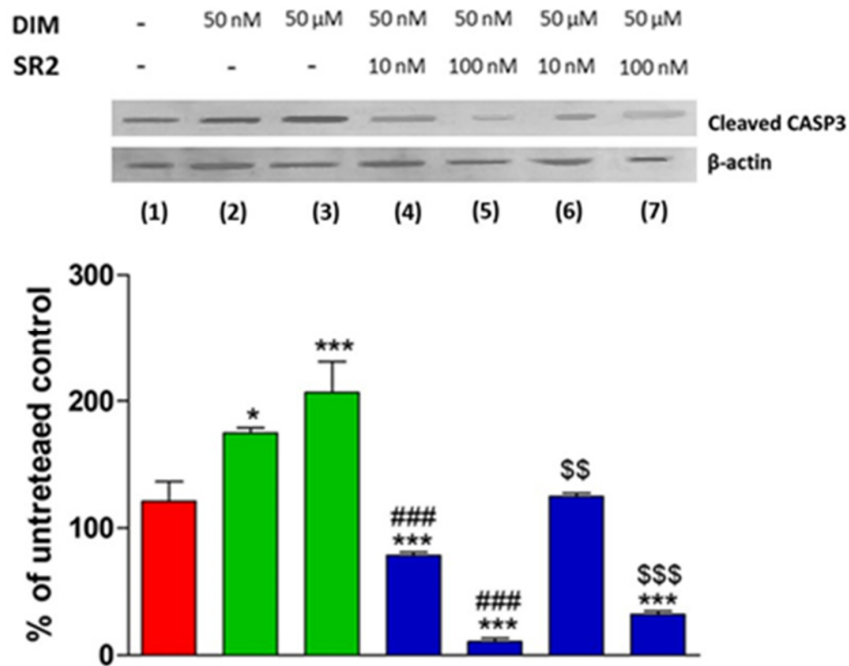 DIM - 50 nM 50 µM 50 nM 50 nM 50 µM 50 µM
SR2 - - - 10 nM 100 nM 10 nM 100 nM
Cleaved CASP3
β-actin
(1) (2) (3) (4) (5) (6) (7)
% of untreteaed control
300
200
100
0
*
***
###
***
###
***
$$
$$$
***